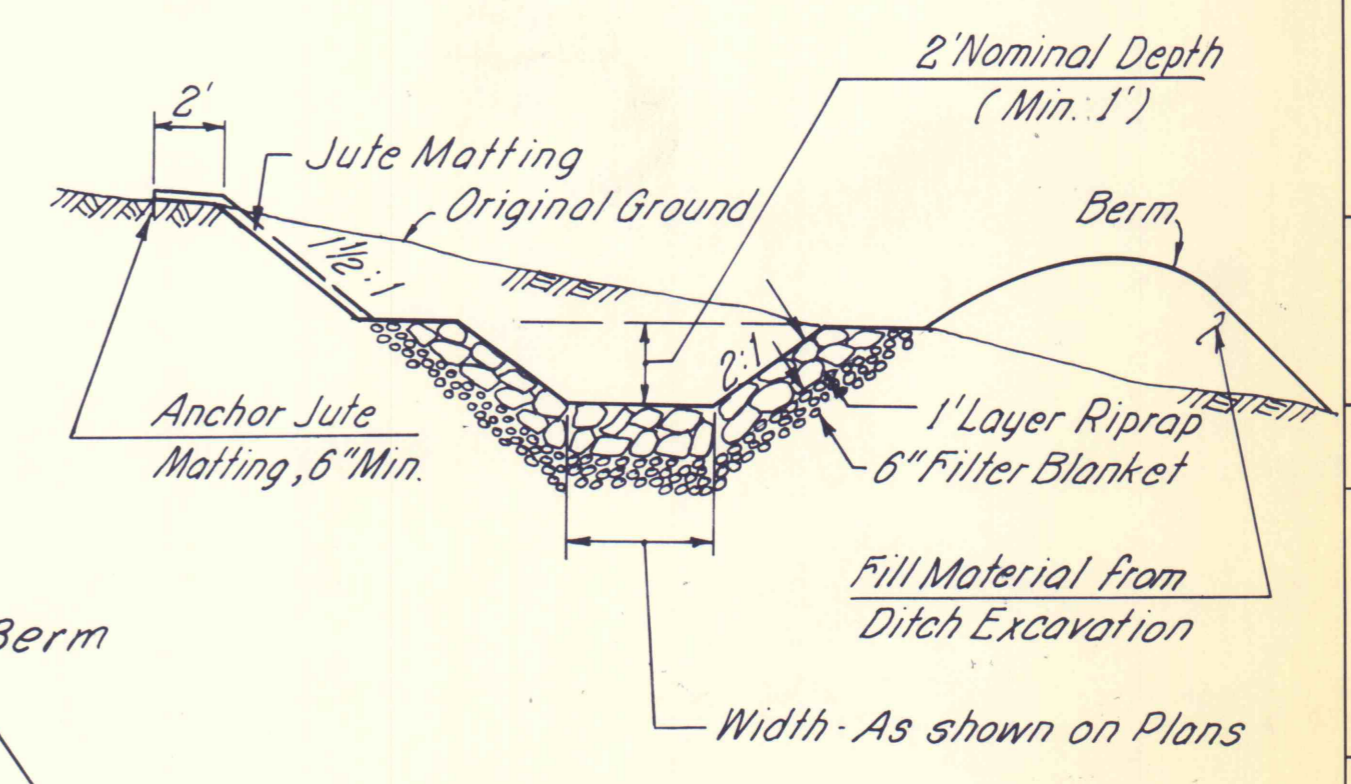 2' Nominal Depth
(Min. 1')
2'
Jute Matting
Original Ground
Berm
1½:1
2:1
Anchor Jute
Matting, 6" Min.
1' Layer Riprap
6" Filter Blanket
Fill Material from
Ditch Excavation
Berm
Width - As shown on Plans